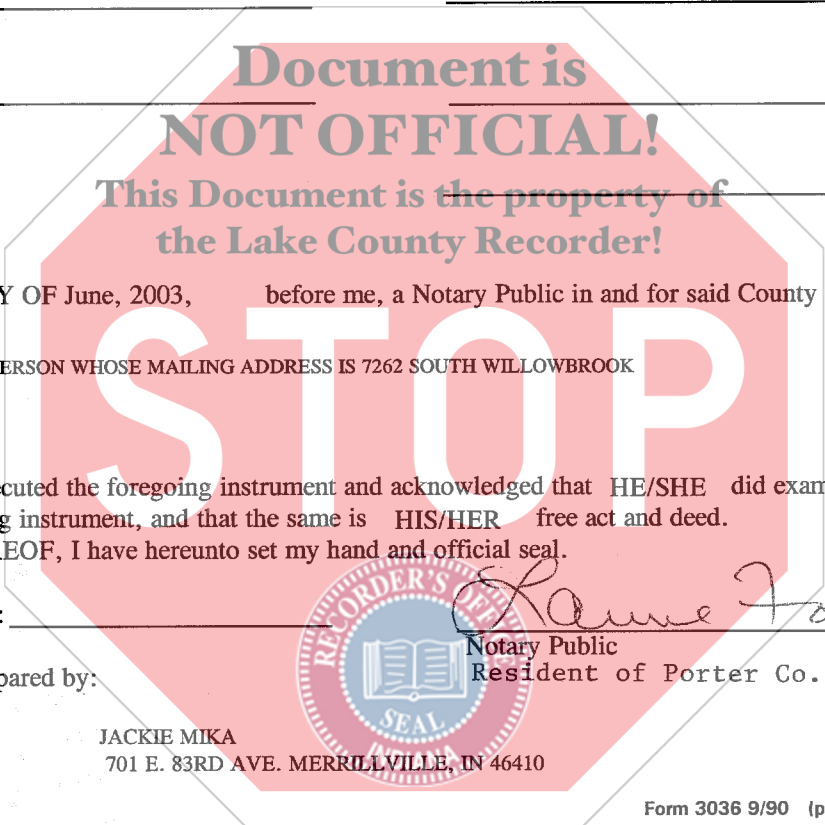 Document is
NOT OFFICIAL!
This Document is the property of
the Lake County Recorder!
Y OF June, 2003, before me, a Notary Public in and for said County
STOP
ERSON WHOSE MAILING ADDRESS IS 7262 SOUTH WILLOWBROOK
cuted the foregoing instrument and acknowledged that HE/SHE did exam
g instrument, and that the same is HIS/HER free act and deed.
EOF, I have hereunto set my hand and official seal.
:
Notary Public
Resident of Porter Co.
pared by:
RECORDER'S OFFICE
SEAL
INDIANA
JACKIE MIKA
701 E. 83RD AVE. MERRILLVILLE, IN 46410
Form 3036 9/90 (p